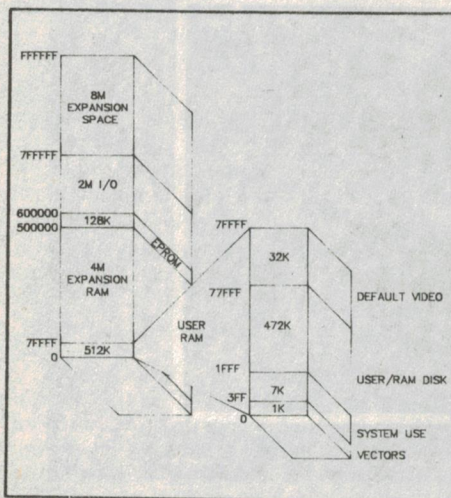 FFFFFF
8M
EXPANSION
SPACE
7FFFFF
2M I/O
600000
128K
500000
EPROM
4M
EXPANSION
RAM
7FFFF
512K
0
USER
RAM
7FFFF
32K
DEFAULT VIDEO
77FFF
472K
1FFF
USER/RAM DISK
7K
3FF
1K
0
SYSTEM USE
VECTORS